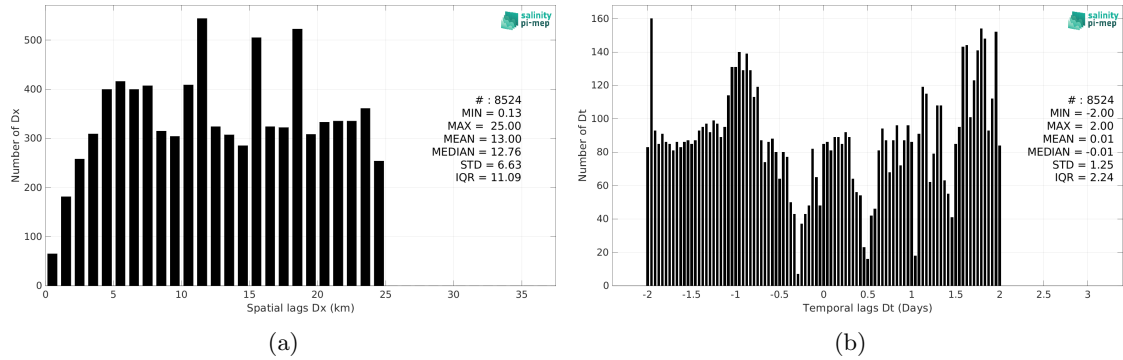 salinity
pi-mep
500
400
300
200
100
0
Number of Dx
# : 8524
MIN = 0.13
MAX = 25.00
MEAN = 13.00
MEDIAN = 12.76
STD = 6.63
IQR = 11.09
0 5 10 15 20 25 30 35
Spatial lags Dx (km)
(a)
salinity
pi-mep
160
140
120
100
80
60
40
20
0
Number of Dt
# : 8524
MIN = -2.00
MAX = 2.00
MEAN = 0.01
MEDIAN = -0.01
STD = 1.25
IQR = 2.24
-2 -1.5 -1 -0.5 0 0.5 1 1.5 2 2.5 3
Temporal lags Dt (Days)
(b)